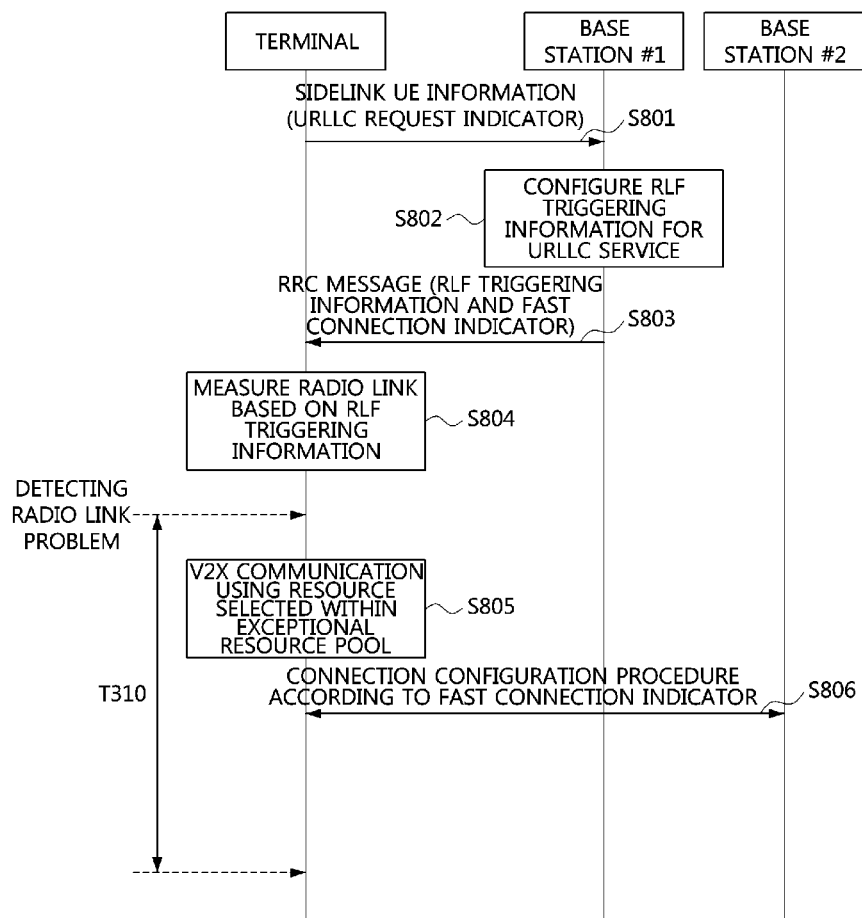 TERMINAL
BASE
STATION #1
BASE
STATION #2
SIDELINK UE INFORMATION
(URLLC REQUEST INDICATOR)
S801
CONFIGURE RLF
TRIGGERING
INFORMATION FOR
URLLC SERVICE
S802
RRC MESSAGE (RLF TRIGGERING
INFORMATION AND FAST
CONNECTION INDICATOR)
S803
MEASURE RADIO LINK
BASED ON RLF
TRIGGERING
INFORMATION
S804
DETECTING
RADIO LINK
PROBLEM
V2X COMMUNICATION
USING RESOURCE
SELECTED WITHIN
EXCEPTIONAL
RESOURCE POOL
S805
T310
CONNECTION CONFIGURATION PROCEDURE
ACCORDING TO FAST CONNECTION INDICATOR
S806